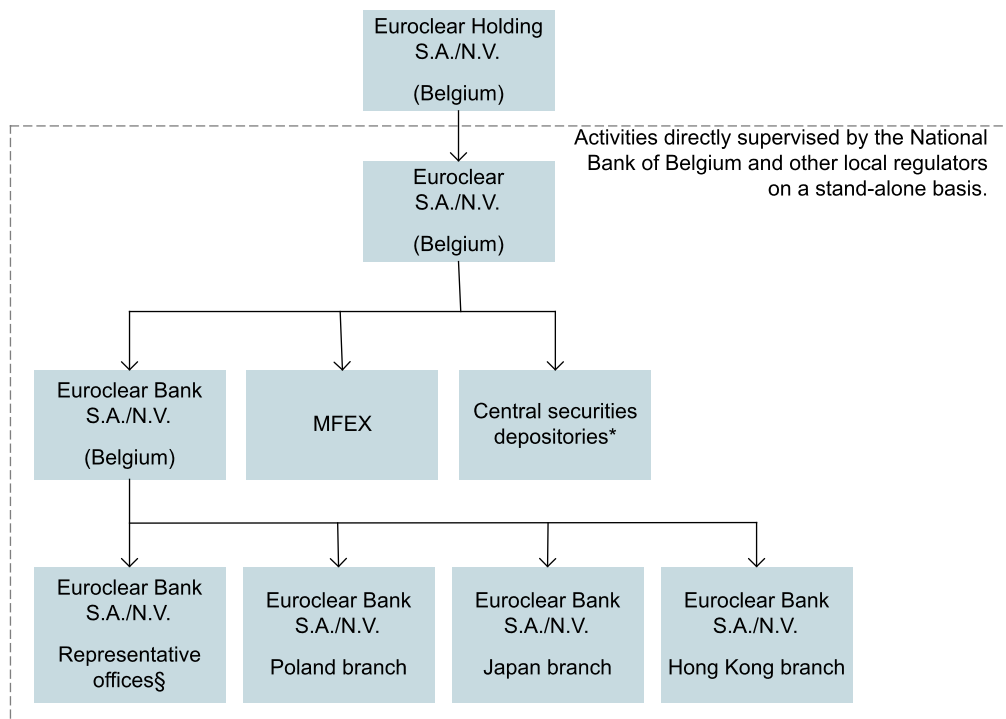 Euroclear Holding
S.A./N.V.
(Belgium)
Activities directly supervised by the National
Bank of Belgium and other local regulators
on a stand-alone basis.
Euroclear
S.A./N.V.
(Belgium)
Euroclear Bank
S.A./N.V.
(Belgium)
MFEX
Central securities
depositories*
Euroclear Bank
S.A./N.V.
Representative
offices§
Euroclear Bank
S.A./N.V.
Poland branch
Euroclear Bank
S.A./N.V.
Japan branch
Euroclear Bank
S.A./N.V.
Hong Kong branch